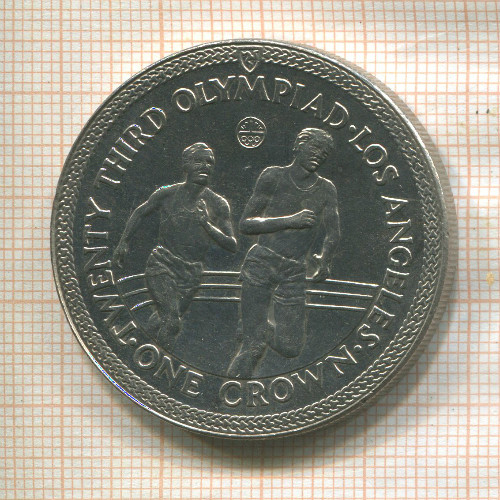 TWENTY THIRD OLYMPIAD · LOS ANGELES ·
ONE CROWN ·